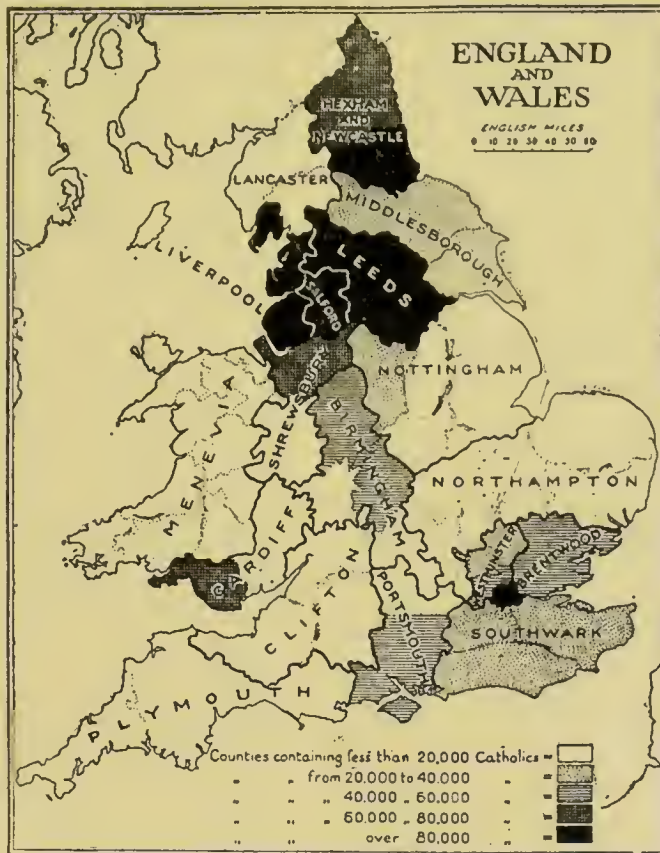 ENGLAND
AND
WALES
ENGLISH MILES
0 10 20 30 40 50 60
HEXHAM
AND
NEWCASTLE
LANCASTER
MIDDLESBOROUGH
LIVERPOOL
LEEDS
SALFORD
NOTTINGHAM
SHREWSBURY
BIRMINGHAM
MENEVIA
NORTHAMPTON
CARDIFF
WESTMINSTER
BRENTWOOD
CLIFTON
PORTSMOUTH
SOUTHWARK
PLYMOUTH
Counties containing less than 20,000 Catholics =
„ „ from 20.000 to 40.000 „ =
„ „ „ 40.000 „ 60.000 „ =
„ „ „ 60.000 „ 80.000 „ =
„ „ over 80.000 „ =